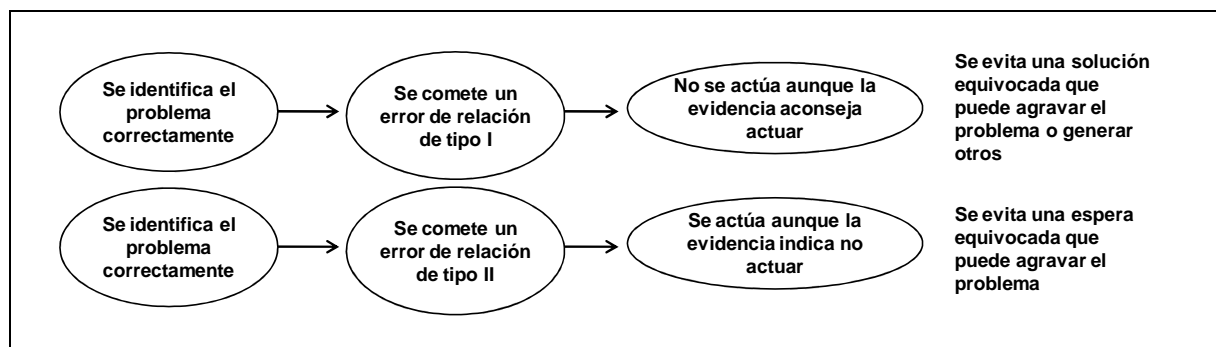 Se identifica el
problema
correctamente
Se comete un
error de relación
de tipo I
No se actúa aunque la
evidencia aconseja
actuar
Se evita una solución
equivocada que
puede agravar el
problema o generar
otros
Se identifica el
problema
correctamente
Se comete un
error de relación
de tipo II
Se actúa aunque la
evidencia indica no
actuar
Se evita una espera
equivocada que
puede agravar el
problema